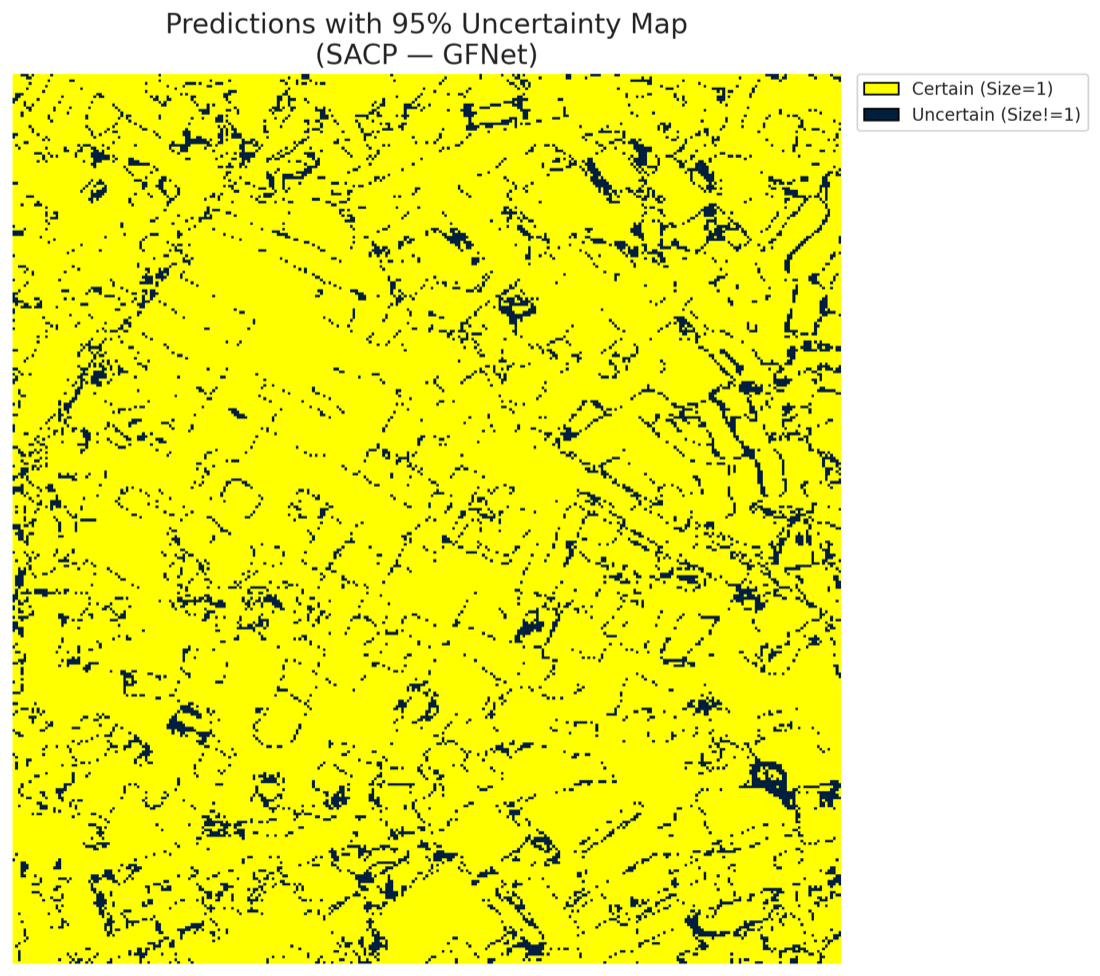 Predictions with 95% Uncertainty Map
(SACP — GFNet)
Certain (Size=1)
Uncertain (Size!=1)